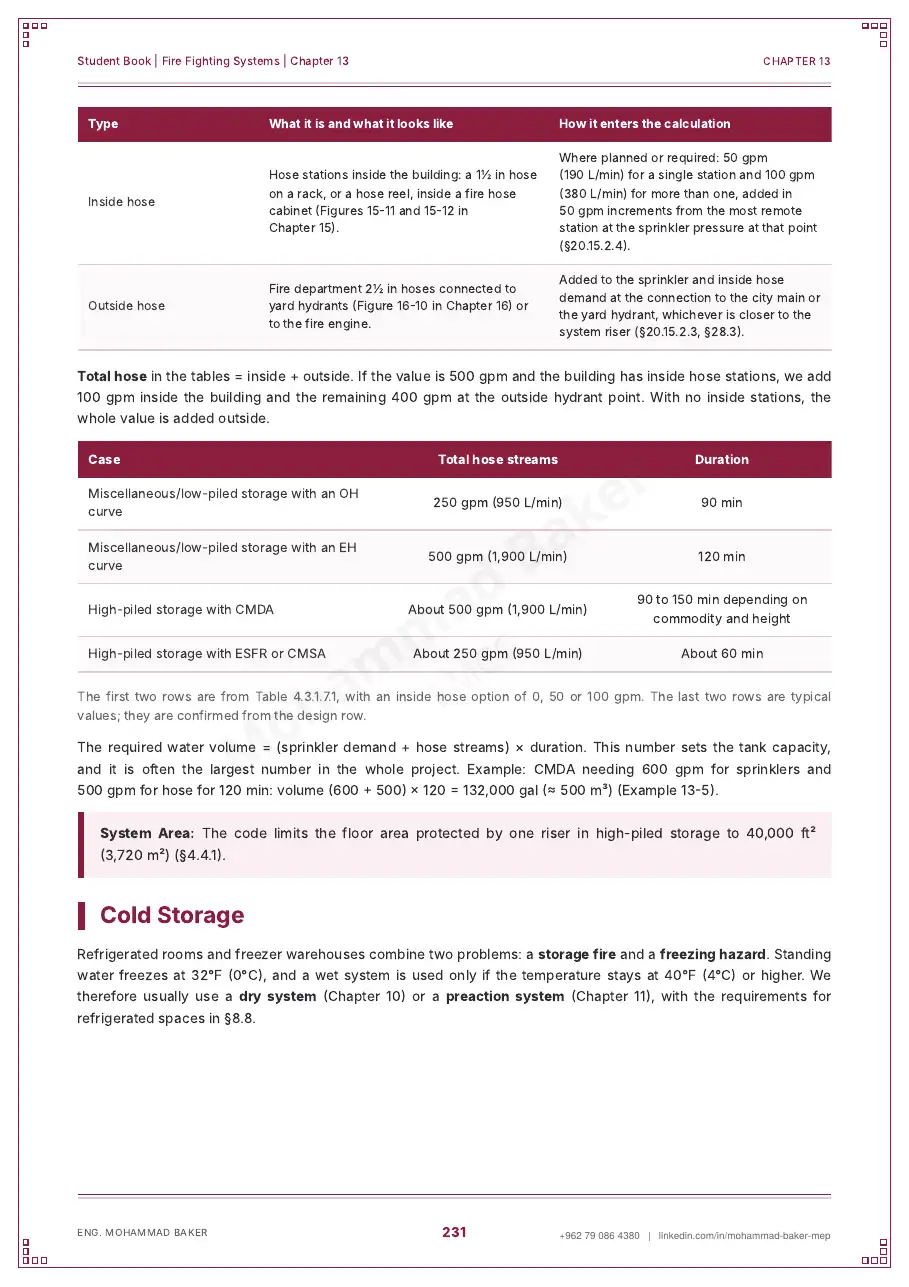 Student Book | Fire Fighting Systems | Chapter 13
CHAPTER 13
Type
What it is and what it looks like
How it enters the calculation
Inside hose
Hose stations inside the building: a 1½ in hose
on a rack, or a hose reel, inside a fire hose
cabinet (Figures 15-11 and 15-12 in
Chapter 15).
Where planned or required: 50 gpm
(190 L/min) for a single station and 100 gpm
(380 L/min) for more than one, added in
50 gpm increments from the most remote
station at the sprinkler pressure at that point
(§20.15.2.4).
Outside hose
Fire department 2½ in hoses connected to
yard hydrants (Figure 16-10 in Chapter 16) or
to the fire engine.
Added to the sprinkler and inside hose
demand at the connection to the city main or
the yard hydrant, whichever is closer to the
system riser (§20.15.2.3, §28.3).
Total hose in the tables = inside + outside. If the value is 500 gpm and the building has inside hose stations, we add
100 gpm inside the building and the remaining 400 gpm at the outside hydrant point. With no inside stations, the
whole value is added outside.
Case
Total hose streams
Duration
Miscellaneous/low-piled storage with an OH
curve
250 gpm (950 L/min)
90 min
Miscellaneous/low-piled storage with an EH
curve
500 gpm (1,900 L/min)
120 min
High-piled storage with CMDA
About 500 gpm (1,900 L/min)
90 to 150 min depending on
commodity and height
High-piled storage with ESFR or CMSA
About 250 gpm (950 L/min)
About 60 min
The first two rows are from Table 4.3.1.7.1, with an inside hose option of 0, 50 or 100 gpm. The last two rows are typical
values; they are confirmed from the design row.
The required water volume = (sprinkler demand + hose streams) × duration. This number sets the tank capacity,
and it is often the largest number in the whole project. Example: CMDA needing 600 gpm for sprinklers and
500 gpm for hose for 120 min: volume (600 + 500) × 120 = 132,000 gal (≈ 500 m³) (Example 13-5).
System Area: The code limits the floor area protected by one riser in high-piled storage to 40,000 ft²
(3,720 m²) (§4.4.1).
Cold Storage
Refrigerated rooms and freezer warehouses combine two problems: a storage fire and a freezing hazard. Standing
water freezes at 32°F (0°C), and a wet system is used only if the temperature stays at 40°F (4°C) or higher. We
therefore usually use a dry system (Chapter 10) or a preaction system (Chapter 11), with the requirements for
refrigerated spaces in §8.8.
Mohammad Baker
ENG. MOHAMMAD BAKER
231
+962 79 086 4380 | linkedin.com/in/mohammad-baker-mep